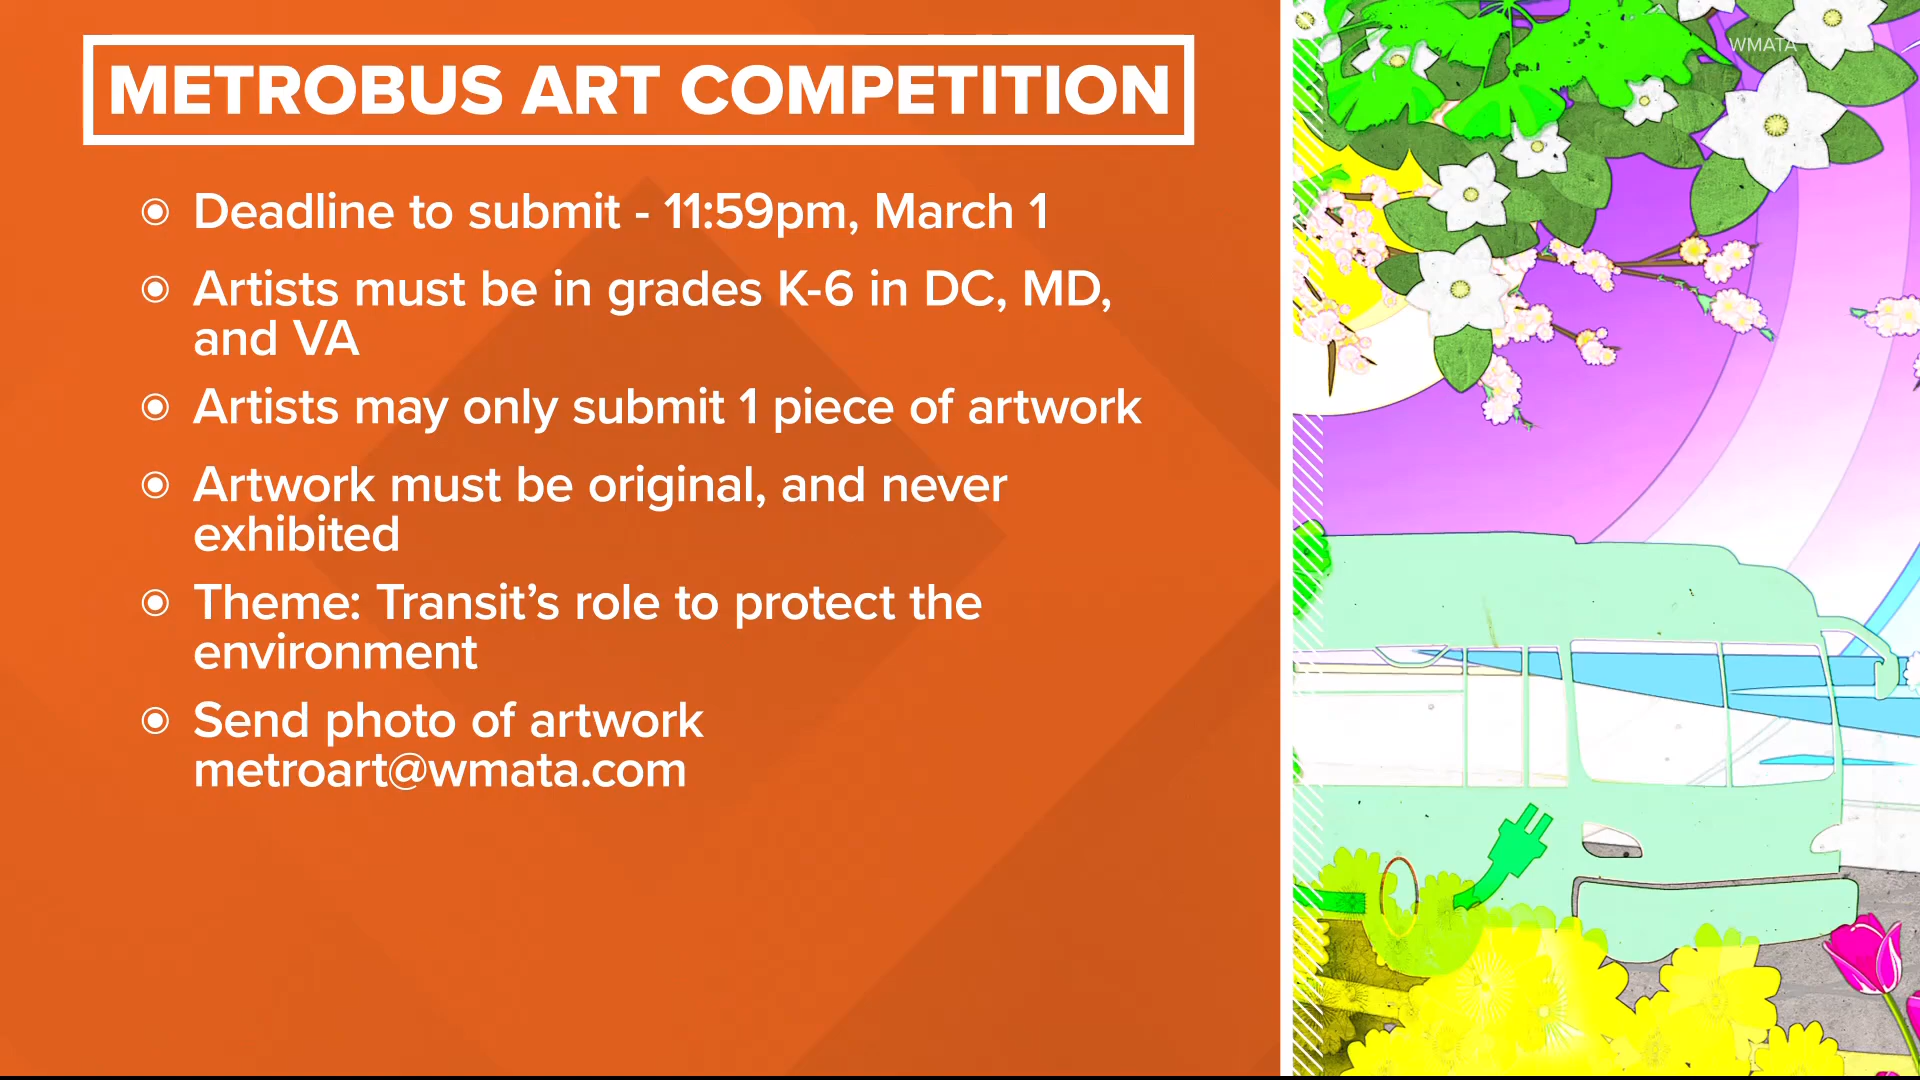 METROBUS ART COMPETITION
WMATA
Deadline to submit - 11:59pm, March 1
Artists must be in grades K-6 in DC, MD,
and VA
Artists may only submit 1 piece of artwork
Artwork must be original, and never
exhibited
Theme: Transit’s role to protect the
environment
Send photo of artwork
metroart@wmata.com